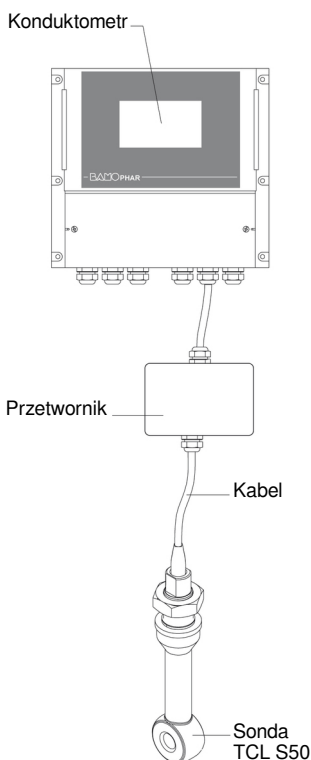 Konduktometr
BAMOPHAR
Przetwornik
Kabel
Sonda
TCL S50